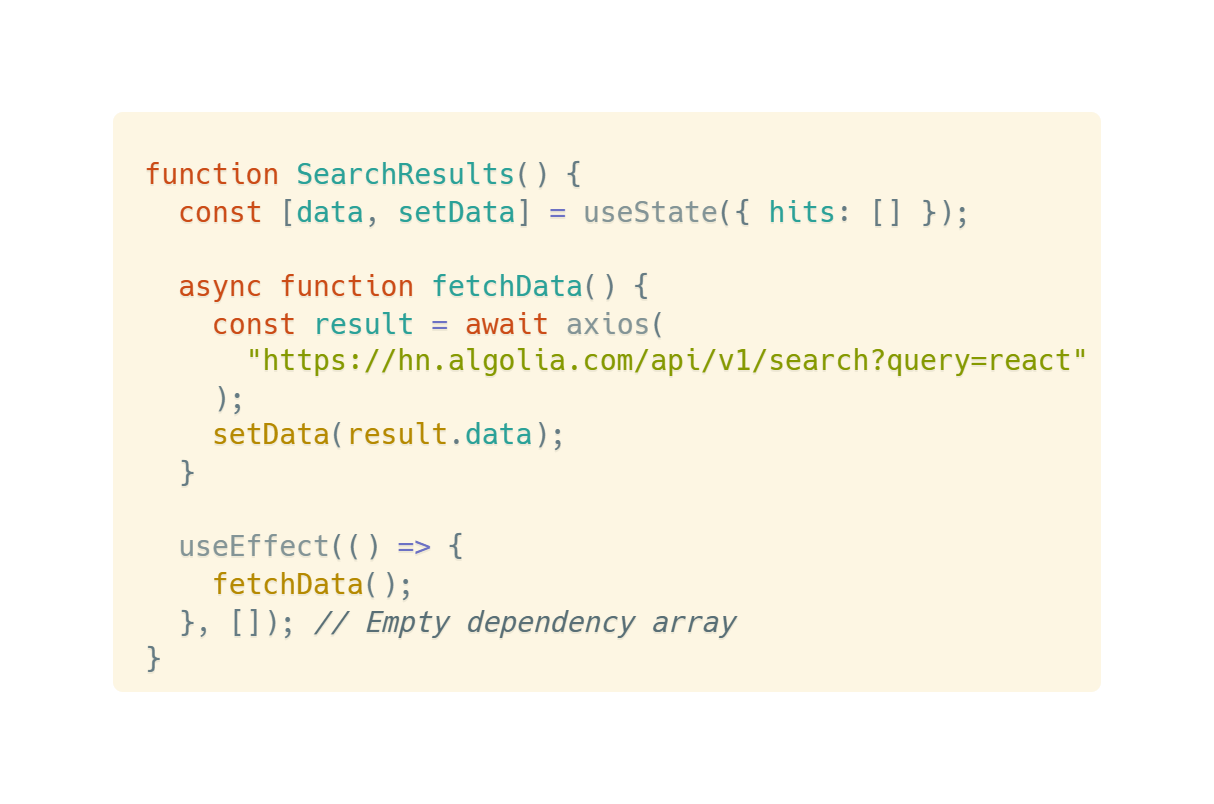 function SearchResults() {
  const [data, setData] = useState({ hits: [] });

  async function fetchData() {
    const result = await axios(
      "https://hn.algolia.com/api/v1/search?query=react"
    );
    setData(result.data);
  }

  useEffect(() => {
    fetchData();
  }, []); // Empty dependency array
}